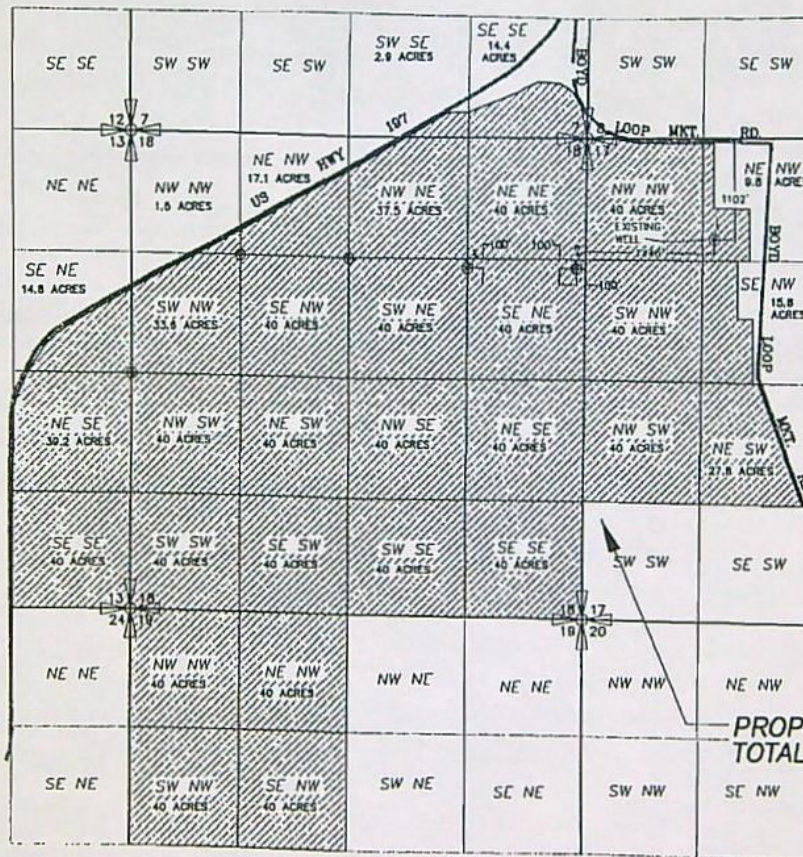 SW SE
2.9 ACRES
SE SE
14.4
ACRES
BOYD
SE SE
SW SW
SE SW
SW SW
SE SW
197
12 7
13 18
7 8
18 17
LOOP MKT. RD.
HWY
US
NE NE
NW NW
1.6 ACRES
NE NW
17.1 ACRES
NW NE
37.5 ACRES
NE NE
40 ACRES
NW NW
40 ACRES
EXISTING
WELL
1102'
NE NW
9.8 ACRE
BOYD
100'
100'
100'
SE NE
14.8 ACRES
SW NW
33.6 ACRES
SE NW
40 ACRES
SW NE
40 ACRES
SE NE
40 ACRES
SW NW
40 ACRES
SE NW
15.8
ACRES
LOOP
NE SE
39.2 ACRES
NW SW
40 ACRES
NE SW
40 ACRES
NW SE
40 ACRES
NE SE
40 ACRES
NW SW
40 ACRES
NE SW
27.8 ACRES
MKT.
SE SE
40 ACRES
SW SW
40 ACRES
SE SW
40 ACRES
SW SE
40 ACRES
SE SE
40 ACRES
SW SW
SE SW
13 18
24 19
18 17
19 20
NE NE
NW NW
40 ACRES
NE NW
40 ACRES
NW NE
NE NE
NW NW
NE NW
PROP
TOTAL
SE NE
SW NW
40 ACRES
SE NW
40 ACRES
SW NE
SE NE
SW NW
SE NW